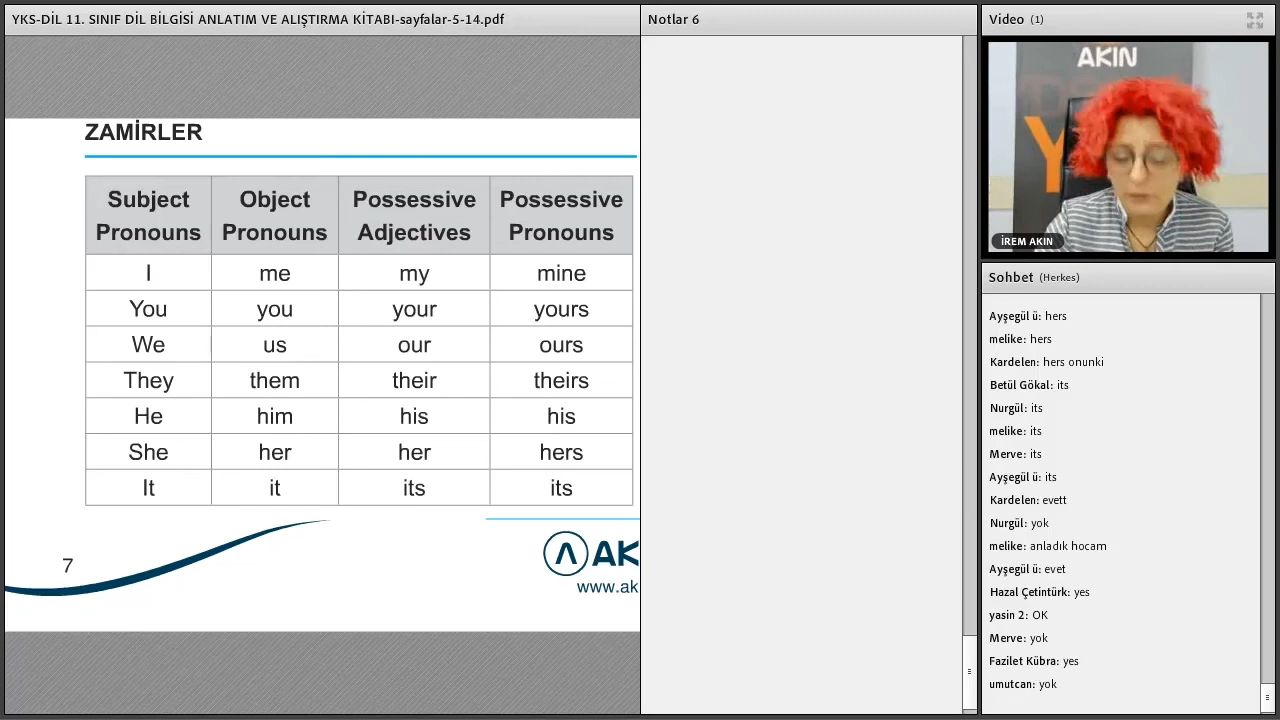 YKS-DİL 11. SINIF DİL BİLGİSİ ANLATIM VE ALIŞTIRMA KİTABI-sayfalar-5-14.pdf
ZAMİRLER
Subject Pronouns Object Pronouns Possessive Adjectives Possessive Pronouns
I me my mine
You you your yours
We us our ours
They them their theirs
He him his his
She her her hers
It it its its
7
AK
www.ak
Notlar 6
Video (1)
AKIN
İREM AKIN
Sohbet (Herkes)
Ayşegül ü: hers
melike: hers
Kardelen: hers onunki
Betül Gökal: its
Nurgül: its
melike: its
Merve: its
Ayşegül ü: its
Kardelen: evett
Nurgül: yok
melike: anladık hocam
Ayşegül ü: evet
Hazal Çetintürk: yes
yasin 2: OK
Merve: yok
Fazilet Kübra: yes
umutcan: yok